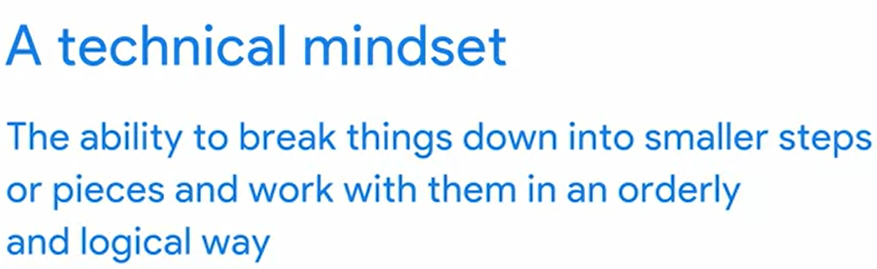 A technical mindset
The ability to break things down into smaller steps
or pieces and work with them in an orderly
and logical way